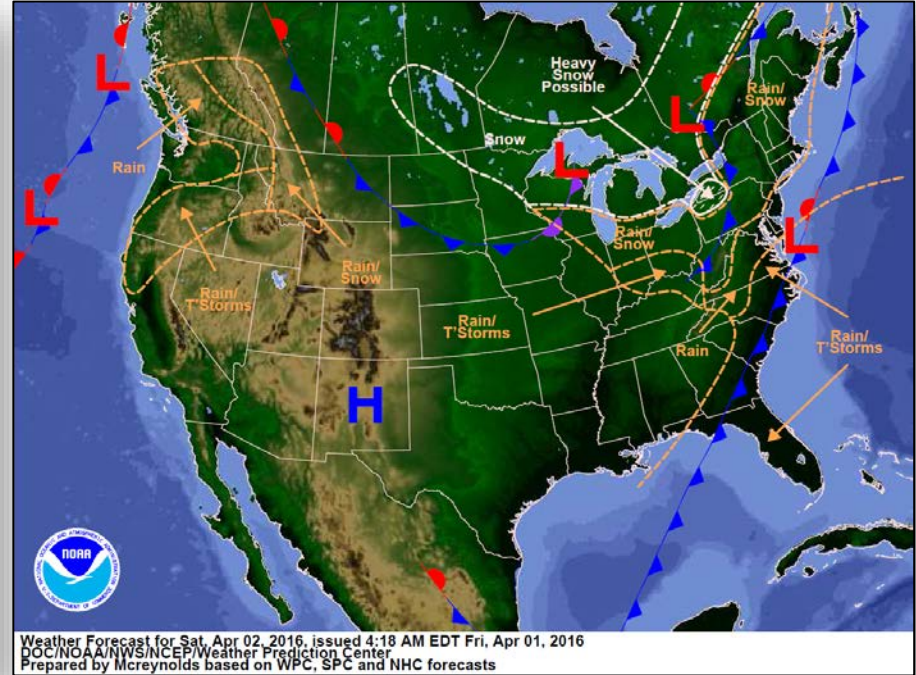 L
L
Rain
Rain/
T'Storms
Rain/
Snow
H
Heavy
Snow
Possible
Snow
L
L
Rain/
Snow
Rain/
Snow
L
Rain/
T'Storms
Rain
Rain/
T'Storms
NOAA
Weather Forecast for Sat, Apr 02, 2016, issued 4:18 AM EDT Fri, Apr 01, 2016
DOC/NOAA/NWS/NCEP/Weather Prediction Center
Prepared by Mcreynolds based on WPC, SPC and NHC forecasts